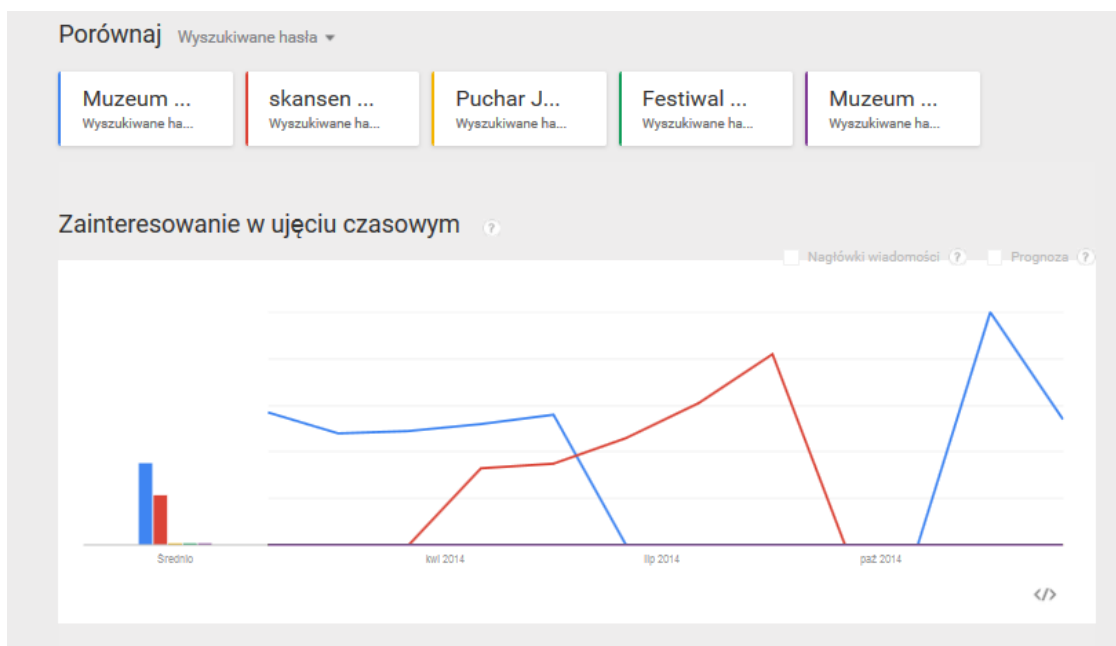 Porównaj Wyszukiwane hasła
Muzeum ... skansen ... Puchar J... Festiwal ... Muzeum ...
Wyszukiwane ha... Wyszukiwane ha... Wyszukiwane ha... Wyszukiwane ha... Wyszukiwane ha...
Zainteresowanie w ujęciu czasowym ?
Nagłówki wiadomości ? Prognoza ?
Średnio kwi 2014 lip 2014 paź 2014
</>